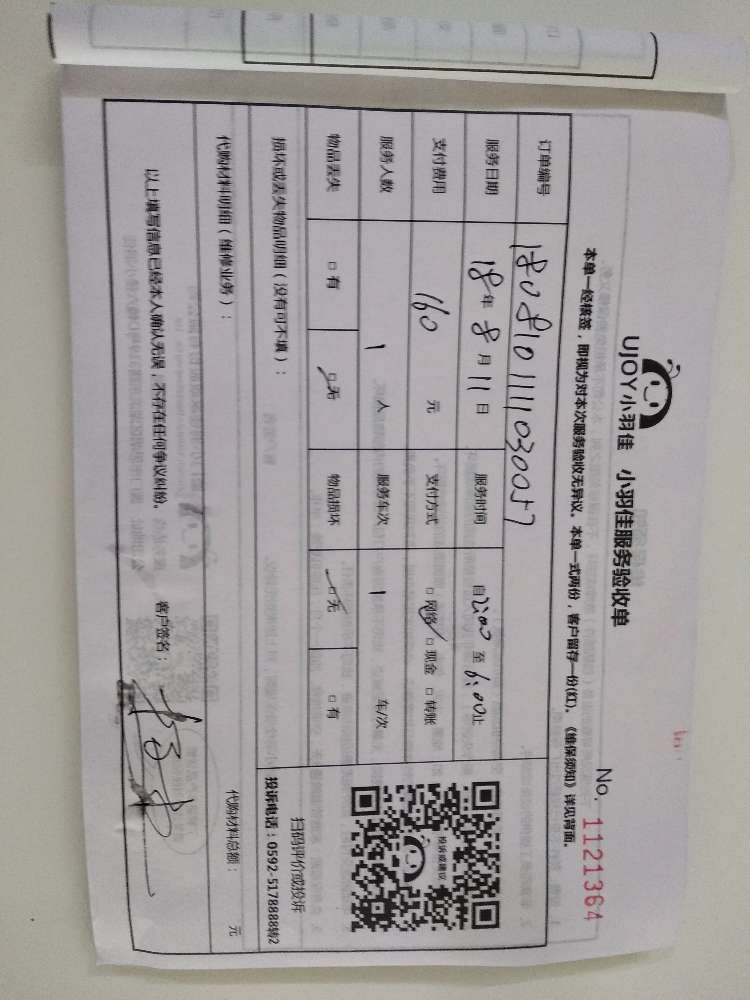 UJOY小羽佳 小羽佳服务验收单
No. 1121364
本单一经核签，即视为对本次服务验收无异议。本单一式两份，客户留存一份(红)。《维保须知》详见背面。
订单编号 1808101111030057
服务日期 18年 8月 11日 服务时间 自2:00 至 6:00止
支付费用 160 元 支付方式 □网络 □现金 □转账
服务人数 1 人 服务车次 1 车/次
物品丢失 □有 □无 物品损坏 □无 □有
投诉或建议
扫码评价或投诉
投诉电话：0592-5178888转2
损坏或丢失物品明细（没有可不填）：
代购材料明细（维修业务）：
代购材料总额： 元
以上填写信息已经本人确认无误，不存在任何争议纠纷。 客户签名：